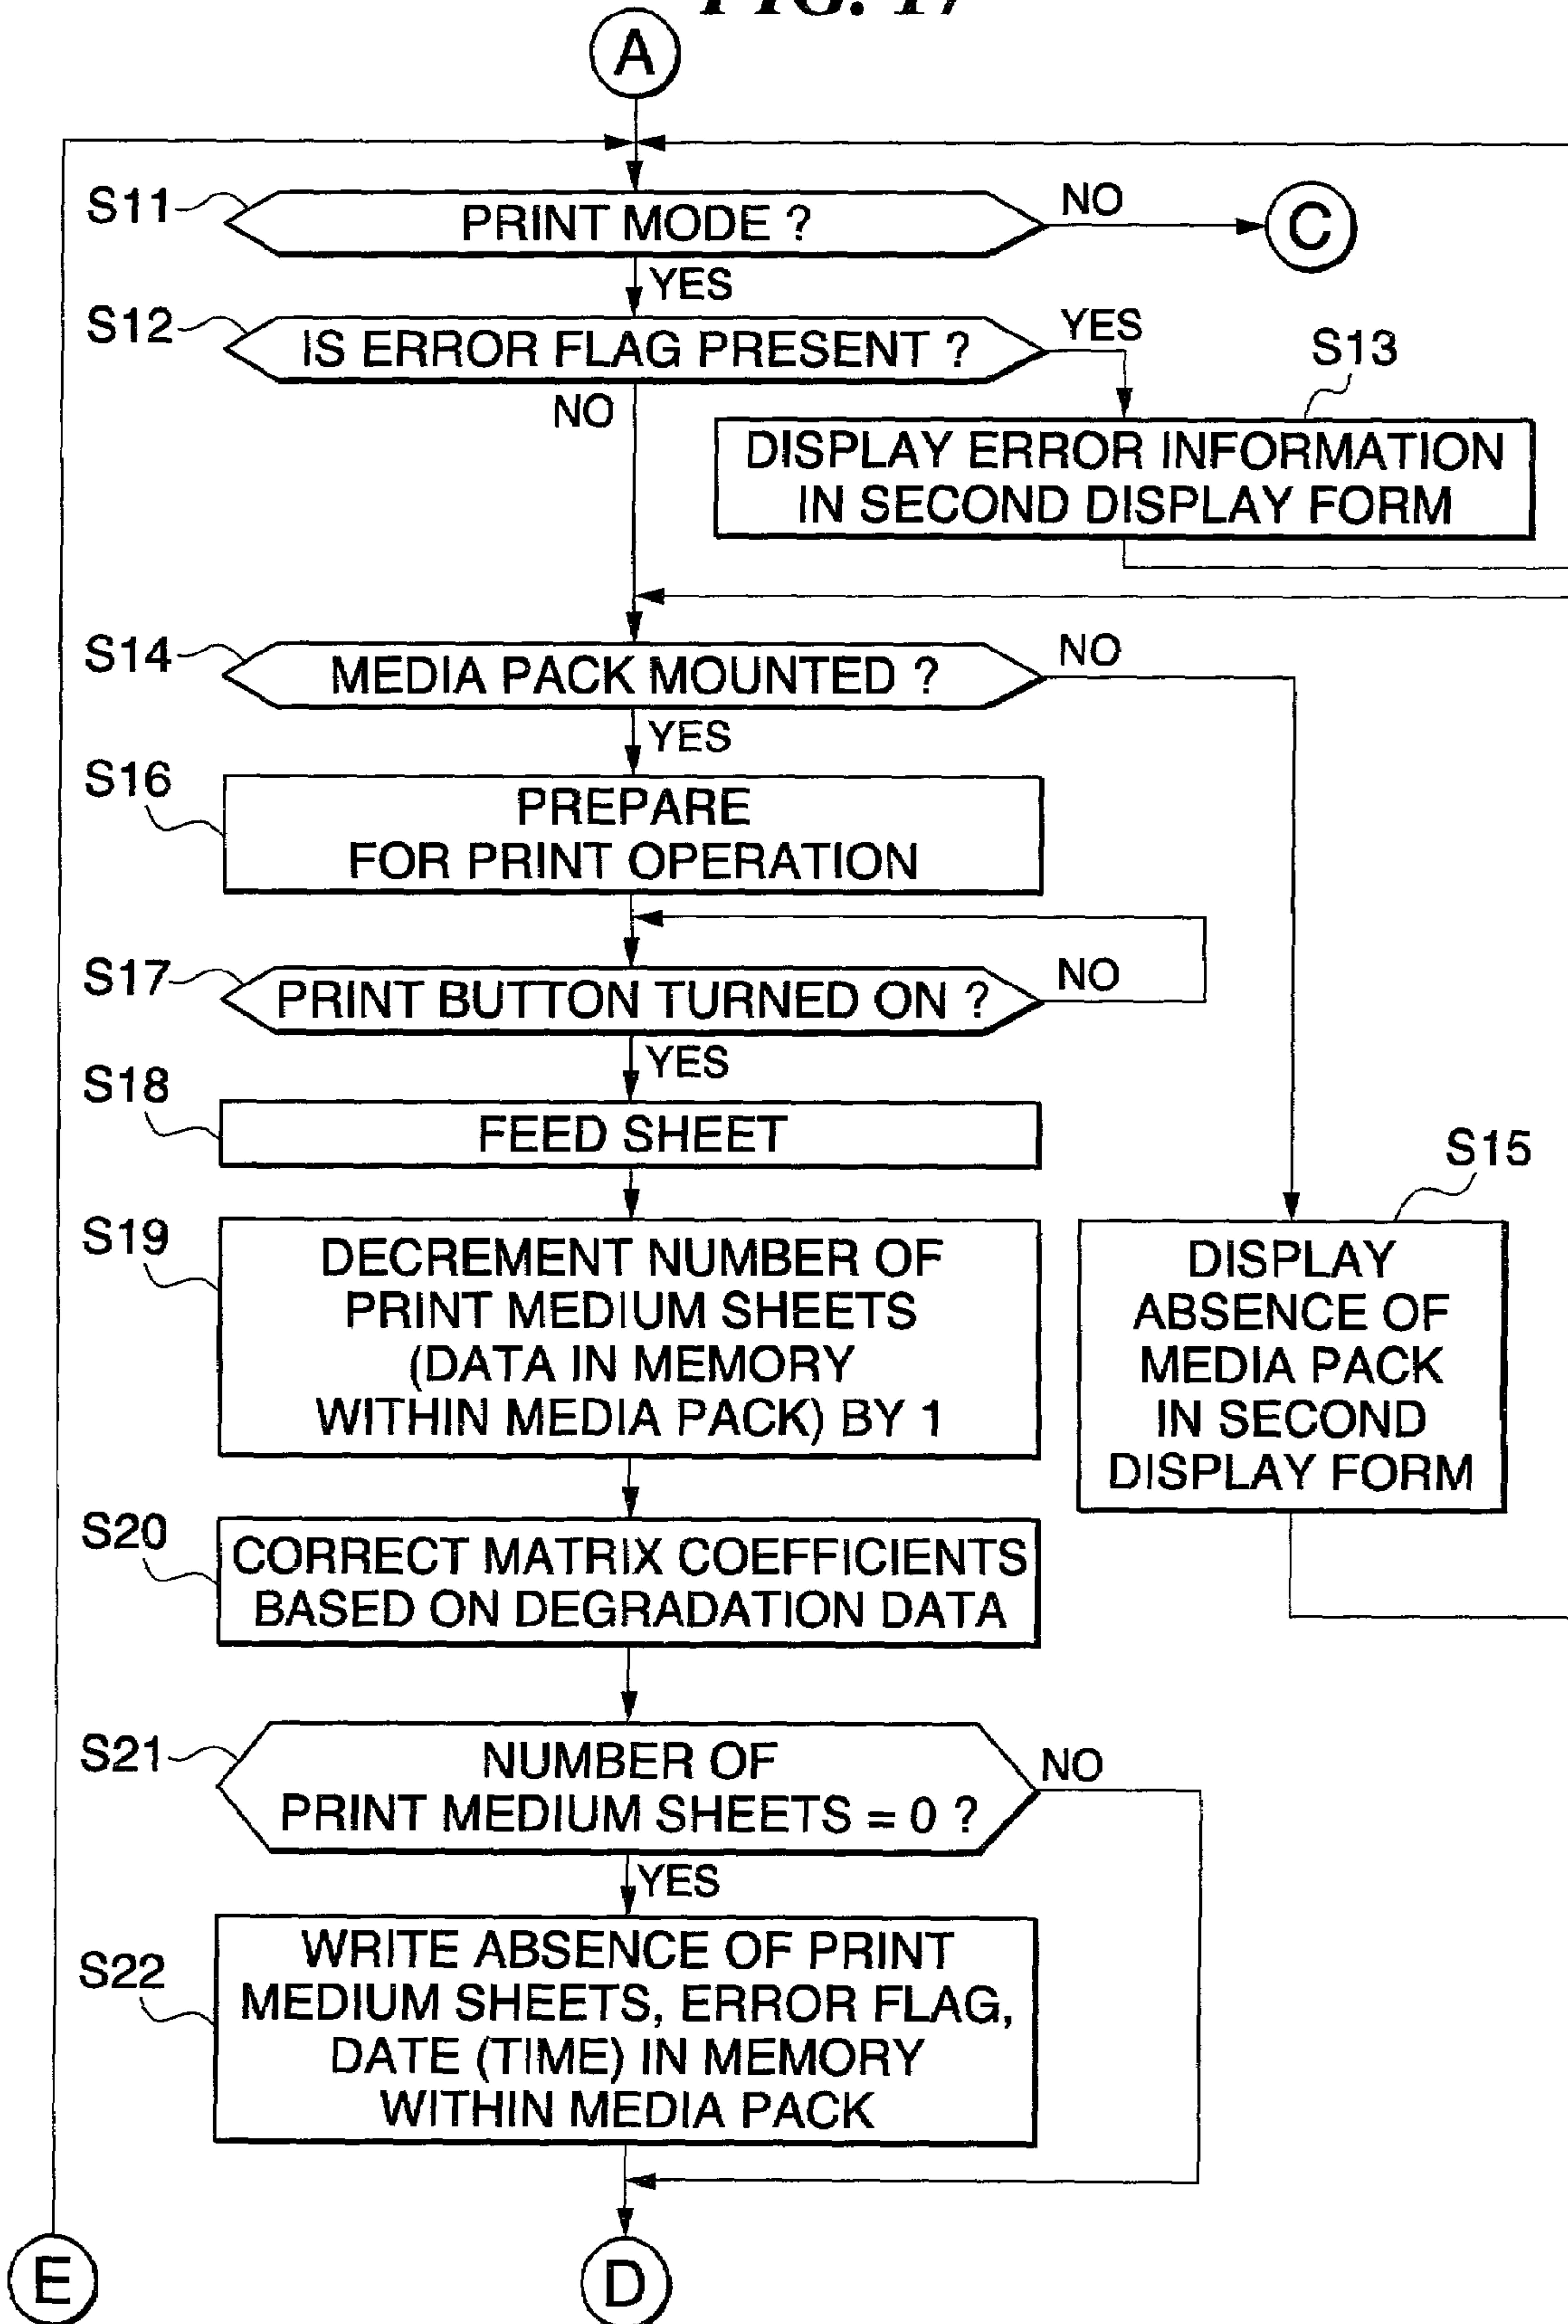 FIG. 17
A
S11
PRINT MODE ?
NO
C
YES
S12
IS ERROR FLAG PRESENT ?
YES
S13
NO
DISPLAY ERROR INFORMATION
IN SECOND DISPLAY FORM
S14
MEDIA PACK MOUNTED ?
NO
YES
S16
PREPARE
FOR PRINT OPERATION
S17
PRINT BUTTON TURNED ON ?
NO
YES
S18
FEED SHEET
S15
S19
DECREMENT NUMBER OF
PRINT MEDIUM SHEETS
(DATA IN MEMORY
WITHIN MEDIA PACK) BY 1
DISPLAY
ABSENCE OF
MEDIA PACK
IN SECOND
DISPLAY FORM
S20
CORRECT MATRIX COEFFICIENTS
BASED ON DEGRADATION DATA
S21
NUMBER OF
PRINT MEDIUM SHEETS = 0 ?
NO
YES
S22
WRITE ABSENCE OF PRINT
MEDIUM SHEETS, ERROR FLAG,
DATE (TIME) IN MEMORY
WITHIN MEDIA PACK
E
D